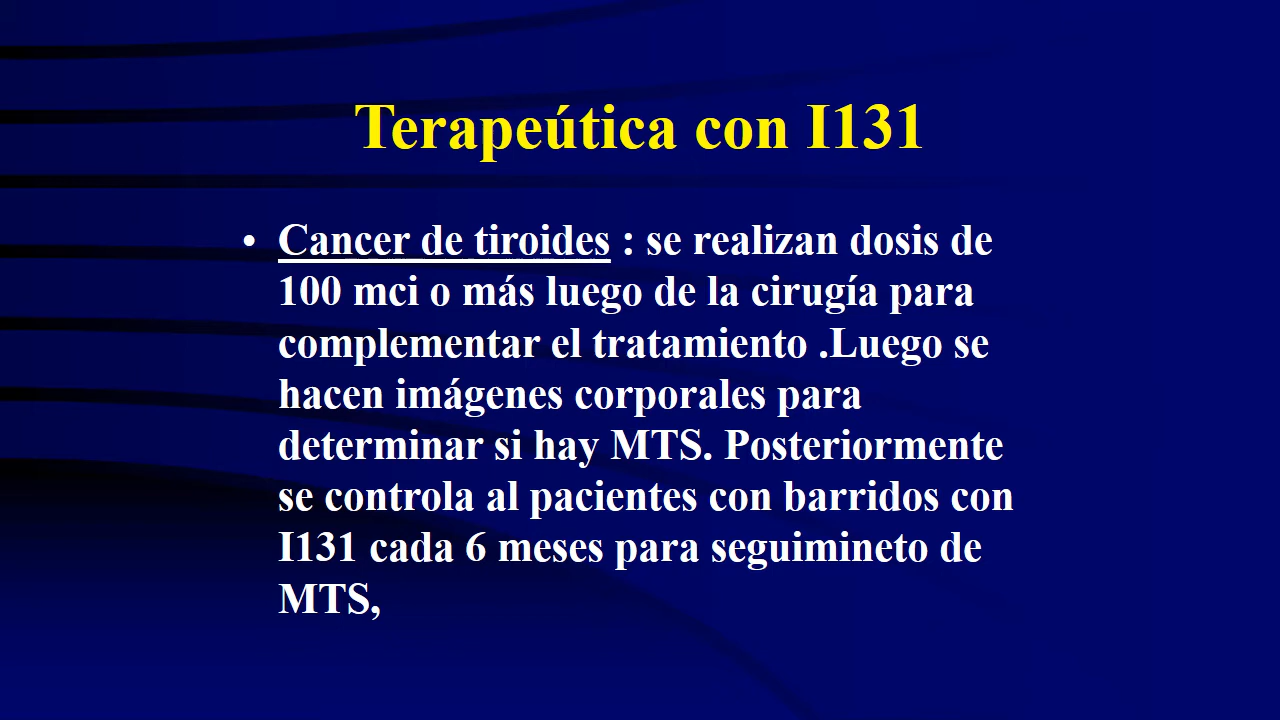 Terapeútica con I131
• Cancer de tiroides : se realizan dosis de
100 mci o más luego de la cirugía para
complementar el tratamiento .Luego se
hacen imágenes corporales para
determinar si hay MTS. Posteriormente
se controla al pacientes con barridos con
I131 cada 6 meses para seguimineto de
MTS,